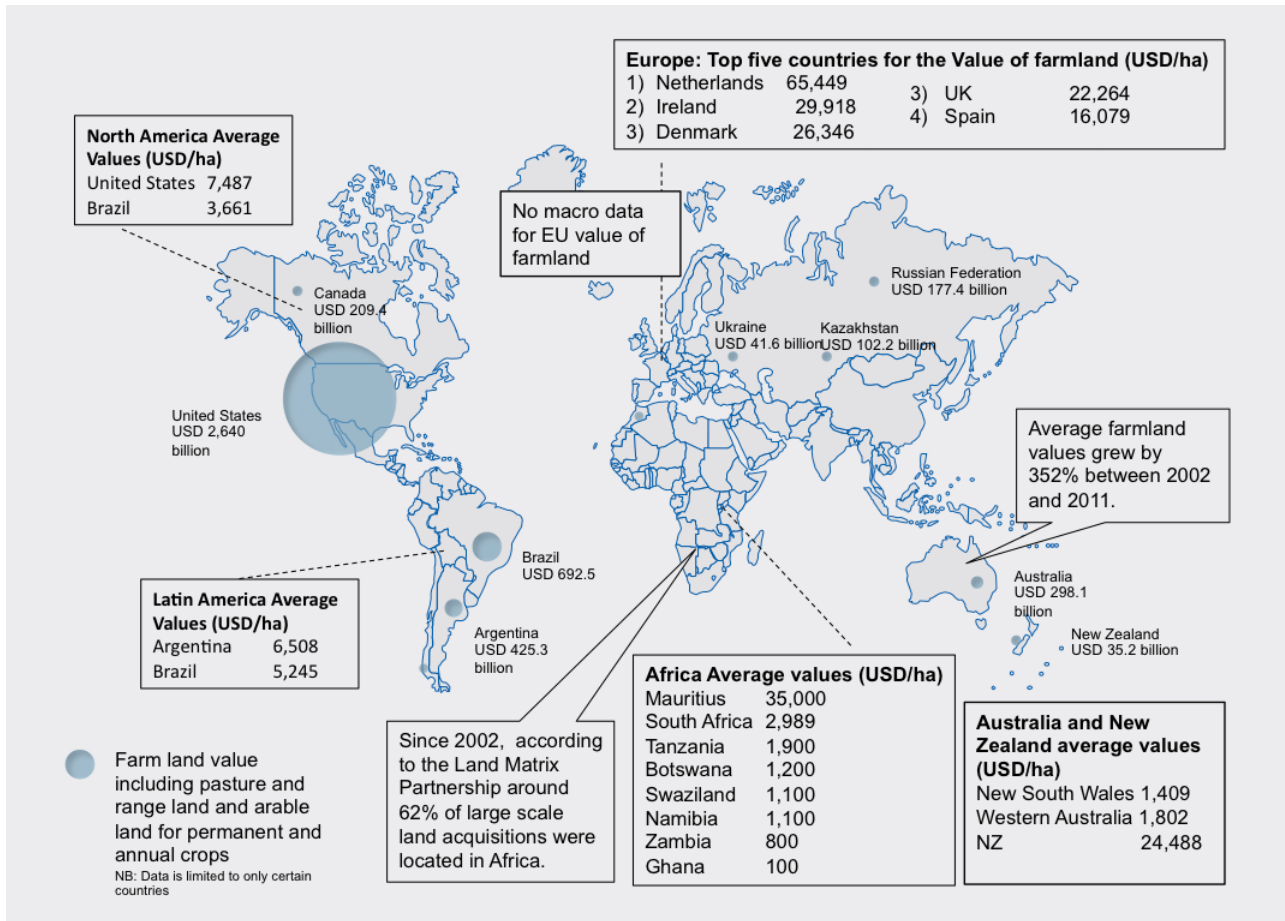 Europe: Top five countries for the Value of farmland (USD/ha)
1) Netherlands 65,449
2) Ireland 29,918
3) Denmark 26,346
3) UK 22,264
4) Spain 16,079
North America Average
Values (USD/ha)
United States 7,487
Brazil 3,661
No macro data
for EU value of
farmland
Canada
USD 209.4
billion
Russian Federation
USD 177.4 billion
Ukraine
USD 41.6 billion
Kazakhstan
USD 102.2 billion
United States
USD 2,640
billion
Average farmland
values grew by
352% between 2002
and 2011.
Brazil
USD 692.5
Australia
USD 298.1
billion
Latin America Average
Values (USD/ha)
Argentina 6,508
Brazil 5,245
Argentina
USD 425.3
billion
New Zealand
USD 35.2 billion
Africa Average values (USD/ha)
Mauritius 35,000
South Africa 2,989
Tanzania 1,900
Botswana 1,200
Swaziland 1,100
Namibia 1,100
Zambia 800
Ghana 100
Australia and New
Zealand average values
(USD/ha)
New South Wales 1,409
Western Australia 1,802
NZ 24,488
Since 2002, according
to the Land Matrix
Partnership around
62% of large scale
land acquisitions were
located in Africa.
Farm land value
including pasture and
range land and arable
land for permanent and
annual crops
NB: Data is limited to only certain
countries